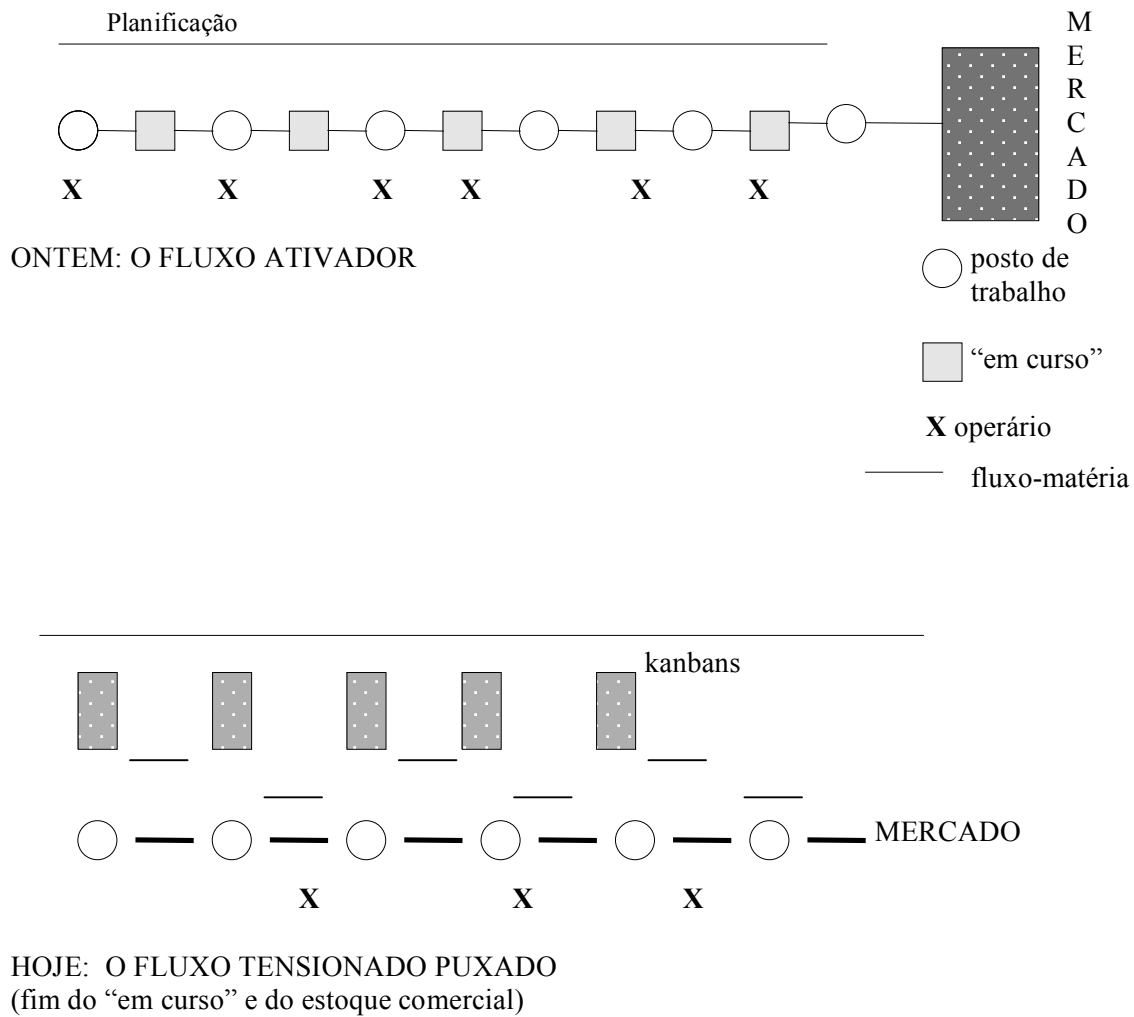 Planificação
M
E
R
C
A
D
O
X X X X X X
ONTEM: O FLUXO ATIVADOR
posto de
trabalho
“em curso”
X operário
fluxo-matéria
kanbans
MERCADO
X X X
HOJE: O FLUXO TENSIONADO PUXADO
(fim do “em curso” e do estoque comercial)